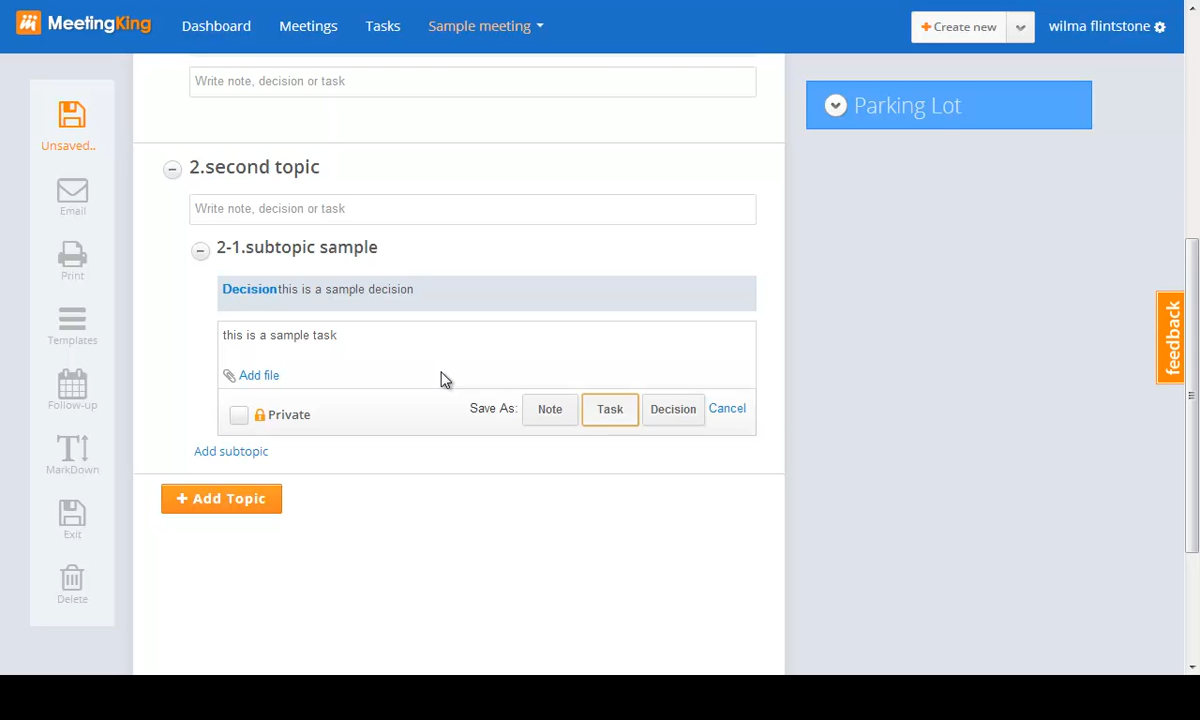 MeetingKing Dashboard Meetings Tasks Sample meeting + Create new wilma flintstone
Unsaved..
Email
Print
Templates
Follow-up
MarkDown
Exit
Delete
Write note, decision or task
2.second topic
Write note, decision or task
2-1.subtopic sample
Decision this is a sample decision
this is a sample task
Add file
Private Save As: Note Task Decision Cancel
Add subtopic
+ Add Topic
Parking Lot
feedback